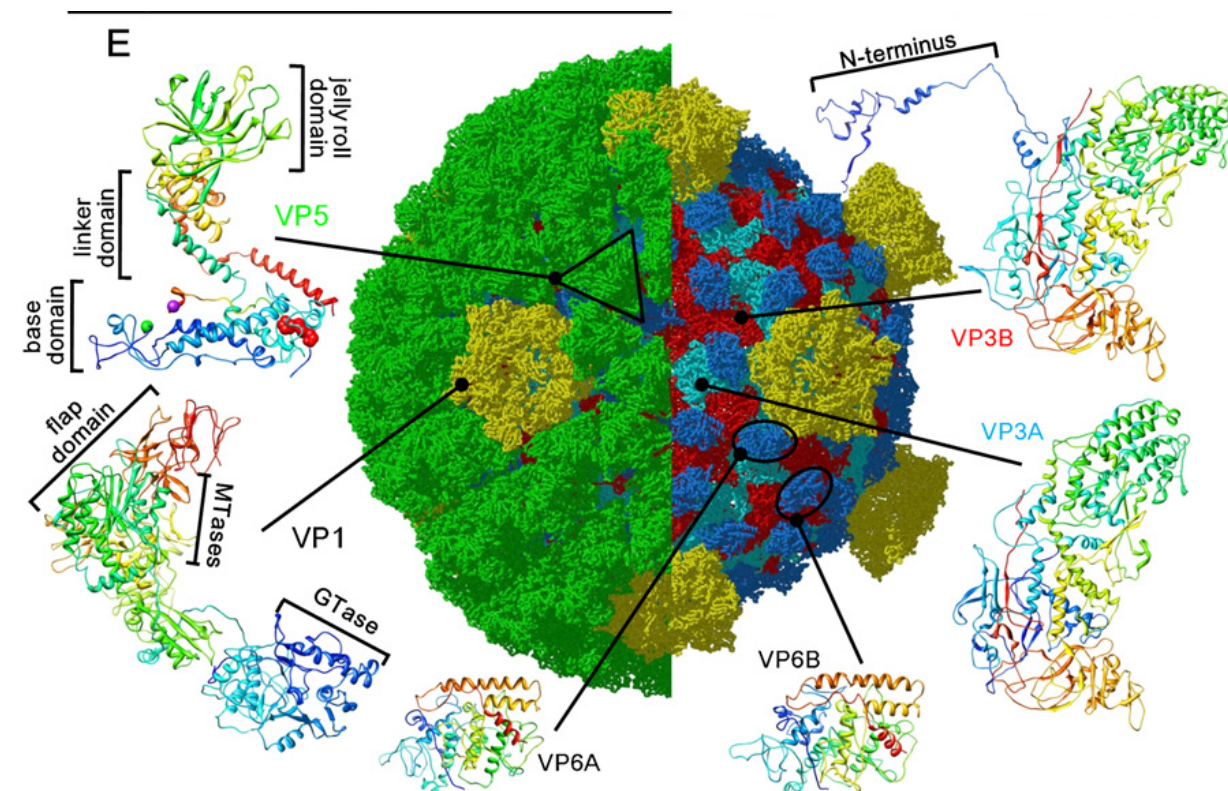 E
N-terminus
jelly roll
domain
linker
domain
VP5
base
domain
VP3B
flap
domain
VP3A
MTases
VP1
GTase
VP6B
VP6A